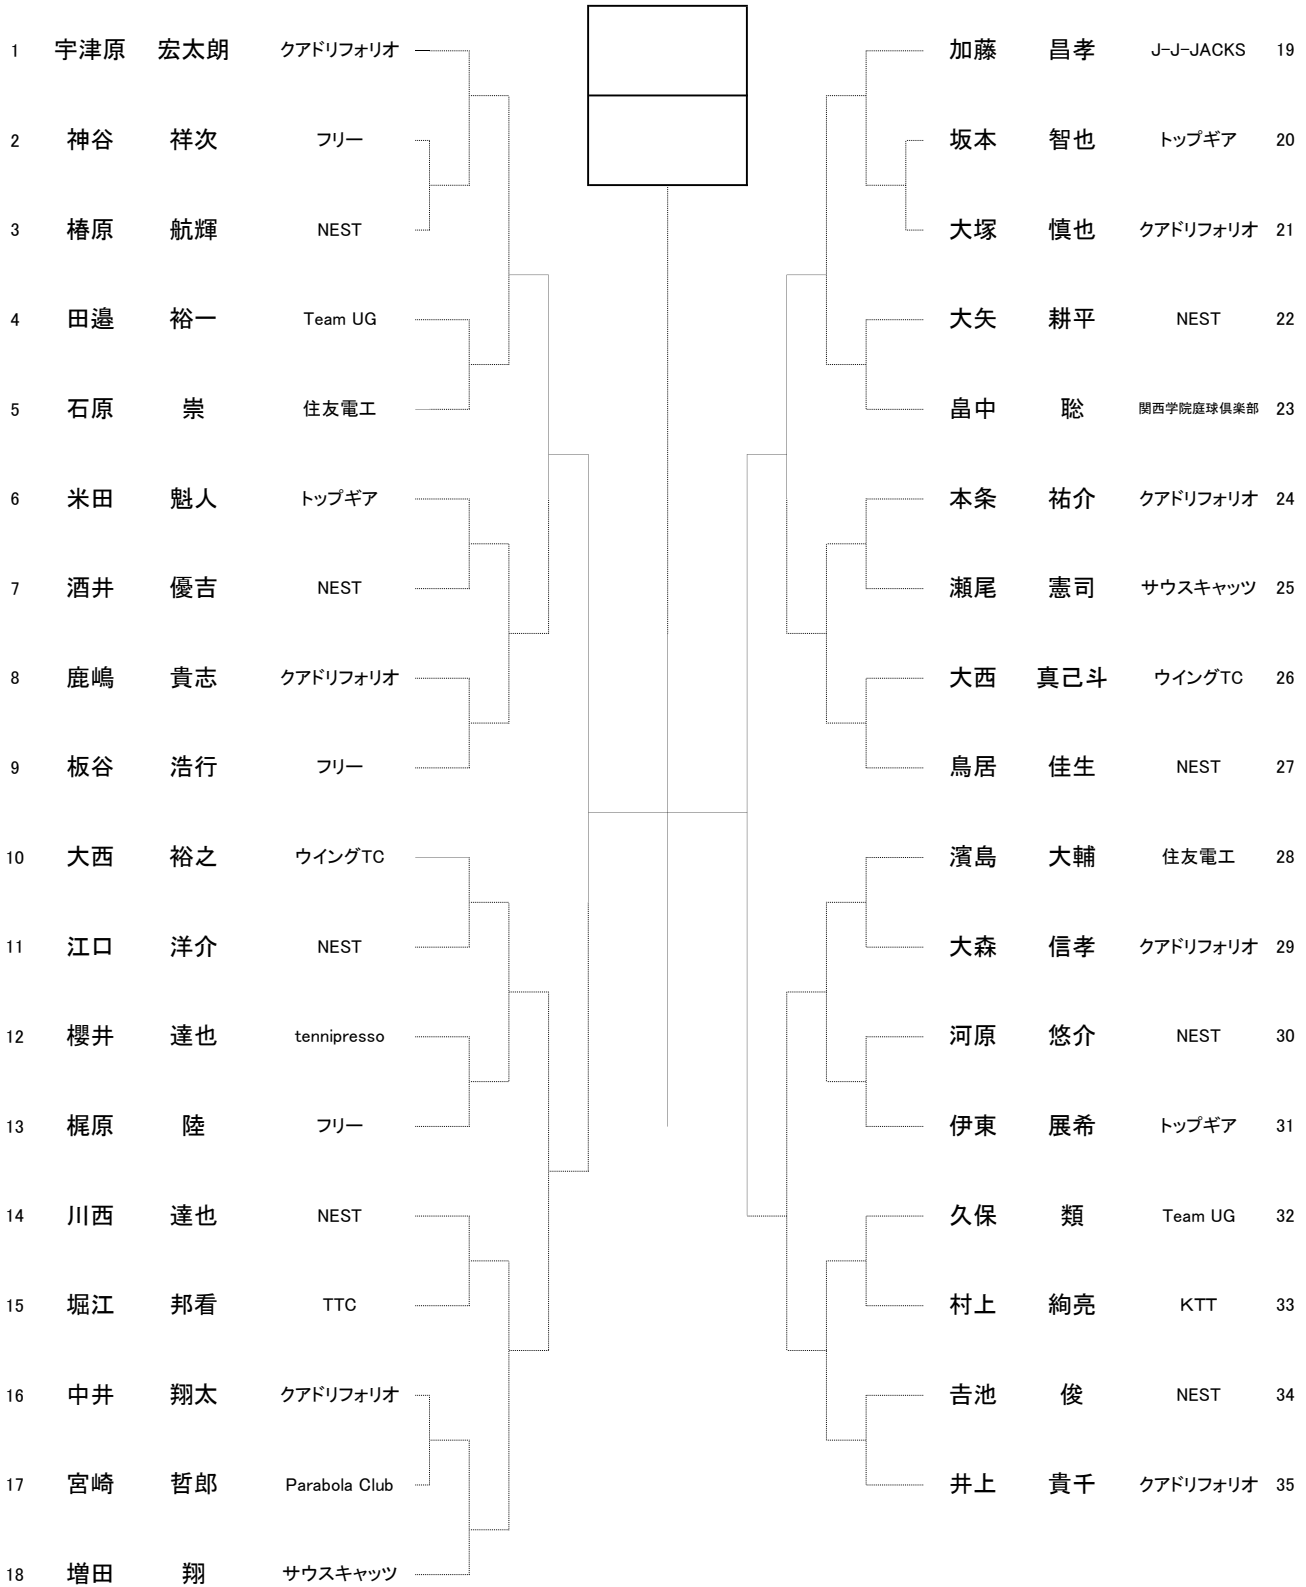 1 宇津原 宏太朗 クアドリフォリオ
2 神谷 祥次 フリー
3 椿原 航輝 NEST
4 田邉 裕一 Team UG
5 石原 崇 住友電工
6 米田 魁人 トップギア
7 酒井 優吉 NEST
8 鹿嶋 貴志 クアドリフォリオ
9 板谷 浩行 フリー
10 大西 裕之 ウイングTC
11 江口 洋介 NEST
12 櫻井 達也 tennipresso
13 梶原 陸 フリー
14 川西 達也 NEST
15 堀江 邦看 TTC
16 中井 翔太 クアドリフォリオ
17 宮崎 哲郎 Parabola Club
18 増田 翔 サウスキャッツ
加藤 昌孝 J-J-JACKS 19
坂本 智也 トップギア 20
大塚 慎也 クアドリフォリオ 21
大矢 耕平 NEST 22
畠中 聡 関西学院庭球倶楽部 23
本条 祐介 クアドリフォリオ 24
瀬尾 憲司 サウスキャッツ 25
大西 真己斗 ウイングTC 26
鳥居 佳生 NEST 27
濱島 大輔 住友電工 28
大森 信孝 クアドリフォリオ 29
河原 悠介 NEST 30
伊東 展希 トップギア 31
久保 類 Team UG 32
村上 絢亮 KTT 33
𠮷池 俊 NEST 34
井上 貴千 クアドリフォリオ 35